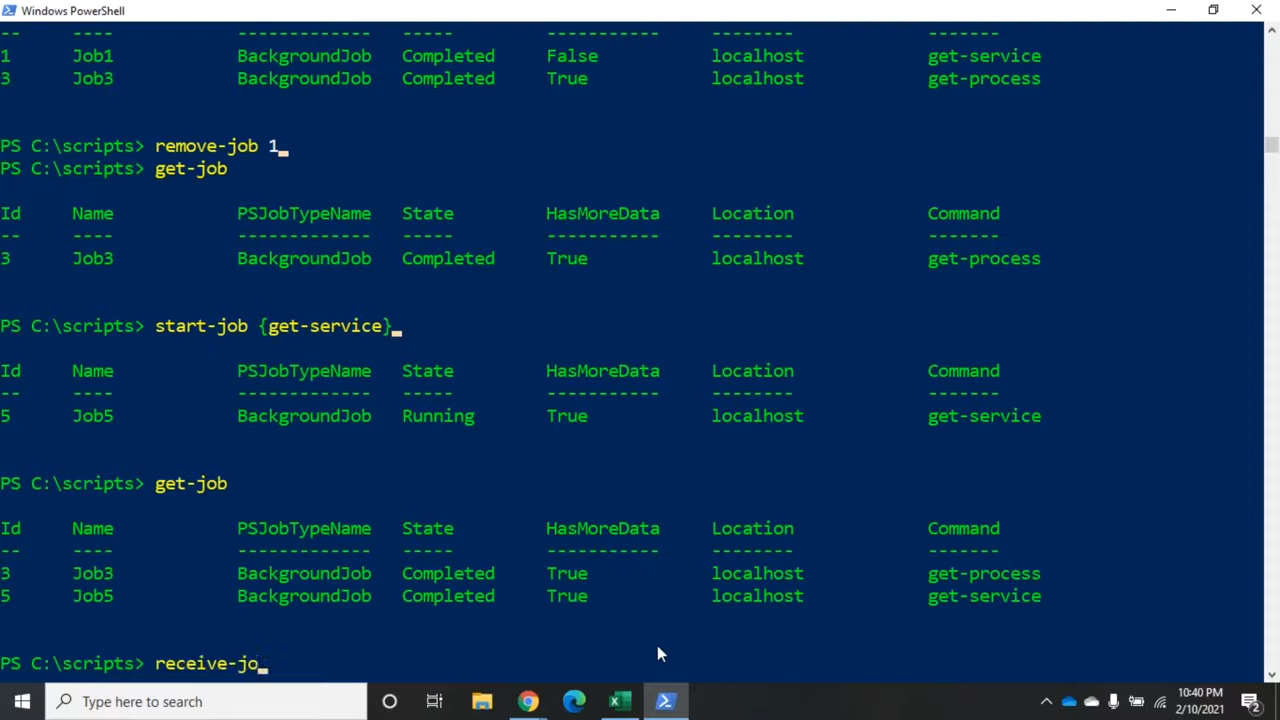 Windows PowerShell
-- ---- ------------- ----- ----------- -------- -------
1 Job1 BackgroundJob Completed False localhost get-service
3 Job3 BackgroundJob Completed True localhost get-process
PS C:\scripts> remove-job 1
PS C:\scripts> get-job
Id Name PSJobTypeName State HasMoreData Location Command
-- ---- ------------- ----- ----------- -------- -------
3 Job3 BackgroundJob Completed True localhost get-process
PS C:\scripts> start-job {get-service}
Id Name PSJobTypeName State HasMoreData Location Command
-- ---- ------------- ----- ----------- -------- -------
5 Job5 BackgroundJob Running True localhost get-service
PS C:\scripts> get-job
Id Name PSJobTypeName State HasMoreData Location Command
-- ---- ------------- ----- ----------- -------- -------
3 Job3 BackgroundJob Completed True localhost get-process
5 Job5 BackgroundJob Completed True localhost get-service
PS C:\scripts> receive-jo
Type here to search
10:40 PM
2/10/2021
2